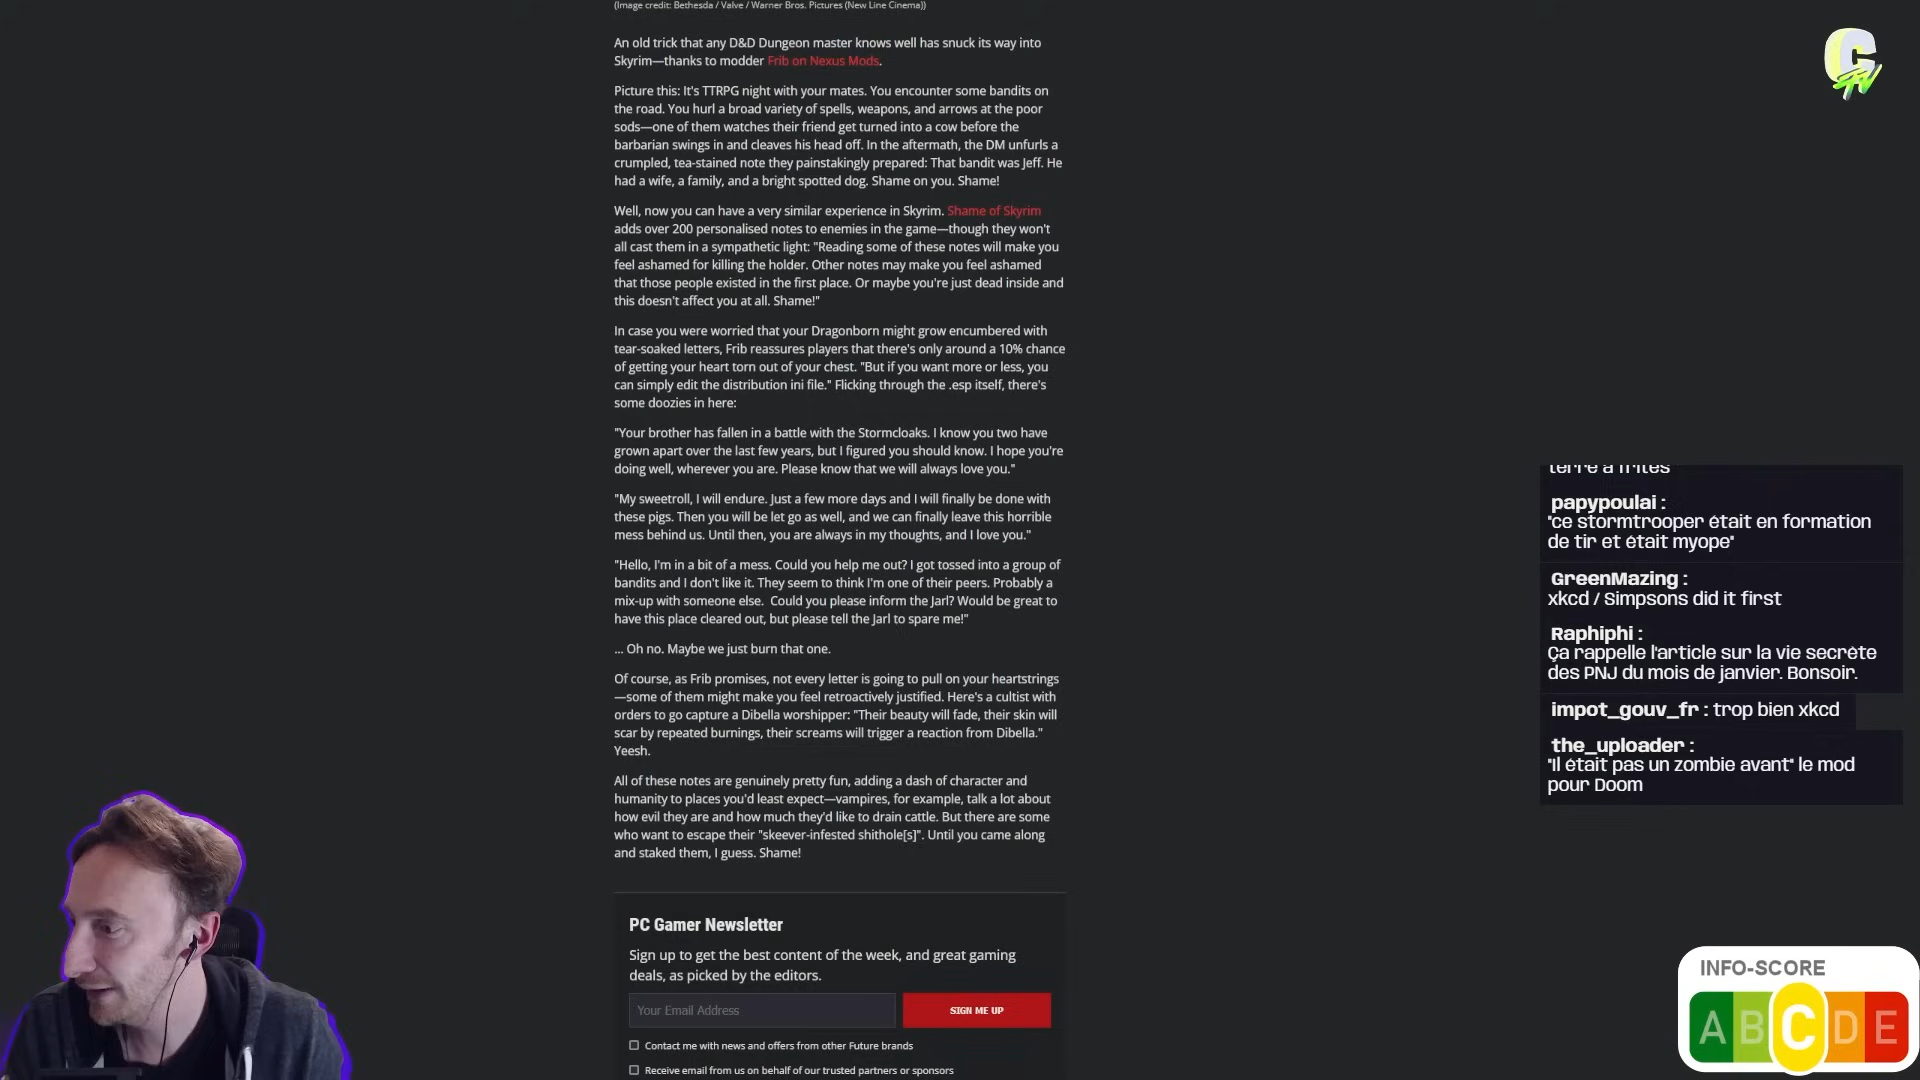 (Image credit: Bethesda / Valve / Warner Bros. Pictures (New Line Cinema))
An old trick that any D&D Dungeon master knows well has snuck its way into
Skyrim—thanks to modder Frib on Nexus Mods.
Picture this: It's TTRPG night with your mates. You encounter some bandits on
the road. You hurl a broad variety of spells, weapons, and arrows at the poor
sods—one of them watches their friend get turned into a cow before the
barbarian swings in and cleaves his head off. In the aftermath, the DM unfurls a
crumpled, tea-stained note they painstakingly prepared: That bandit was Jeff. He
had a wife, a family, and a bright spotted dog. Shame on you. Shame!
Well, now you can have a very similar experience in Skyrim. Shame of Skyrim
adds over 200 personalised notes to enemies in the game—though they won't
all cast them in a sympathetic light: "Reading some of these notes will make you
feel ashamed for killing the holder. Other notes may make you feel ashamed
that those people existed in the first place. Or maybe you're just dead inside and
this doesn't affect you at all. Shame!"
In case you were worried that your Dragonborn might grow encumbered with
tear-soaked letters, Frib reassures players that there's only around a 10% chance
of getting your heart torn out of your chest. "But if you want more or less, you
can simply edit the distribution ini file." Flicking through the .esp itself, there's
some doozies in here:
"Your brother has fallen in a battle with the Stormcloaks. I know you two have
grown apart over the last few years, but I figured you should know. I hope you're
doing well, wherever you are. Please know that we will always love you."
"My sweetroll, I will endure. Just a few more days and I will finally be done with
these pigs. Then you will be let go as well, and we can finally leave this horrible
mess behind us. Until then, you are always in my thoughts, and I love you."
"Hello, I'm in a bit of a mess. Could you help me out? I got tossed into a group of
bandits and I don't like it. They seem to think I'm one of their peers. Probably a
mix-up with someone else.  Could you please inform the Jarl? Would be great to
have this place cleared out, but please tell the Jarl to spare me!"
... Oh no. Maybe we just burn that one.
Of course, as Frib promises, not every letter is going to pull on your heartstrings
—some of them might make you feel retroactively justified. Here's a cultist with
orders to go capture a Dibella worshipper: "Their beauty will fade, their skin will
scar by repeated burnings, their screams will trigger a reaction from Dibella."
Yeesh.
All of these notes are genuinely pretty fun, adding a dash of character and
humanity to places you'd least expect—vampires, for example, talk a lot about
how evil they are and how much they'd like to drain cattle. But there are some
who want to escape their "skeever-infested shithole[s]". Until you came along
and staked them, I guess. Shame!
PC Gamer Newsletter
Sign up to get the best content of the week, and great gaming
deals, as picked by the editors.
Your Email Address
SIGN ME UP
Contact me with news and offers from other Future brands
Receive email from us on behalf of our trusted partners or sponsors
C TV
terre à frites
papypoulai :
"ce stormtrooper était en formation
de tir et était myope"
GreenMazing :
xkcd / Simpsons did it first
Raphiphi :
Ça rappelle l'article sur la vie secrète
des PNJ du mois de janvier. Bonsoir.
impot_gouv_fr : trop bien xkcd
the_uploader :
"Il était pas un zombie avant" le mod
pour Doom
INFO-SCORE
A B C D E